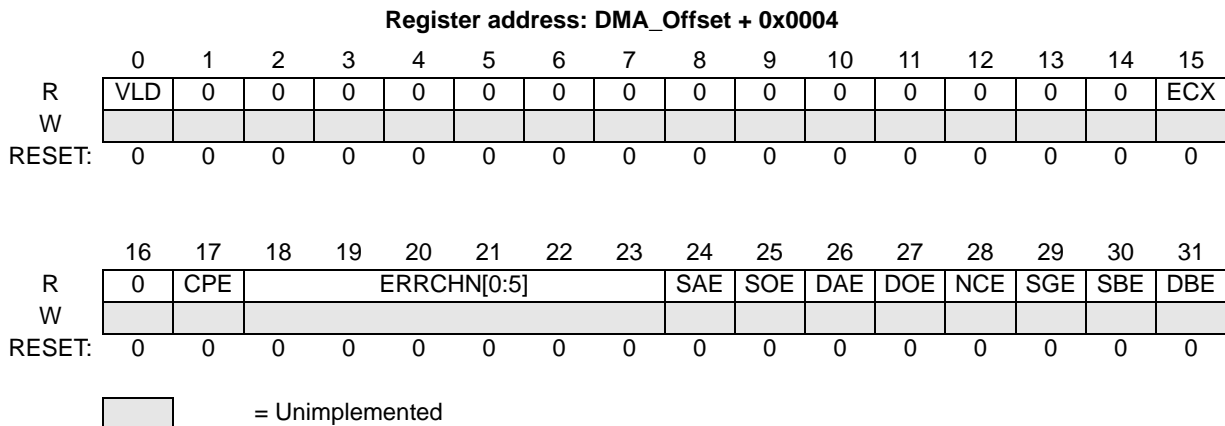 Register address: DMA_Offset + 0x0004
0 1 2 3 4 5 6 7 8 9 10 11 12 13 14 15
R VLD 0 0 0 0 0 0 0 0 0 0 0 0 0 0 ECX
W
RESET: 0 0 0 0 0 0 0 0 0 0 0 0 0 0 0 0
16 17 18 19 20 21 22 23 24 25 26 27 28 29 30 31
R 0 CPE ERRCHN[0:5] SAE SOE DAE DOE NCE SGE SBE DBE
W
RESET: 0 0 0 0 0 0 0 0 0 0 0 0 0 0 0 0
= Unimplemented